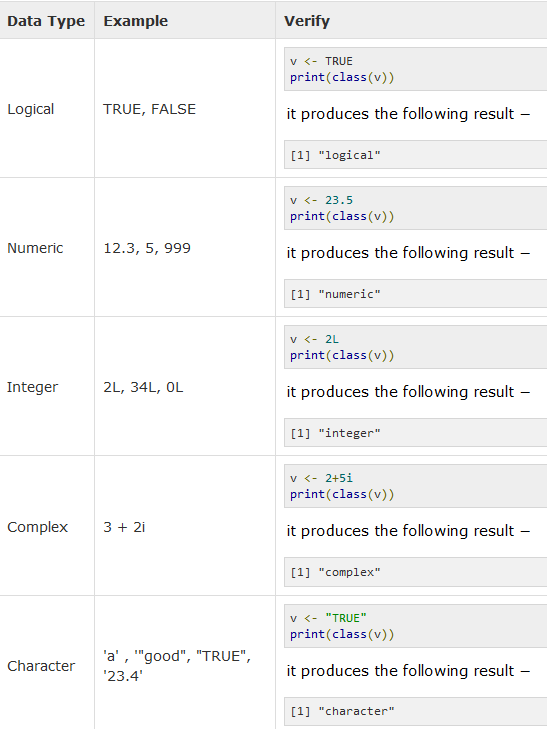 Data Type Example Verify
v <- TRUE
print(class(v))
Logical TRUE, FALSE it produces the following result −
[1] "logical"
v <- 23.5
print(class(v))
Numeric 12.3, 5, 999 it produces the following result −
[1] "numeric"
v <- 2L
print(class(v))
Integer 2L, 34L, 0L it produces the following result −
[1] "integer"
v <- 2+5i
print(class(v))
Complex 3 + 2i it produces the following result −
[1] "complex"
v <- "TRUE"
print(class(v))
Character 'a' , '"good", "TRUE", '23.4' it produces the following result −
[1] "character"